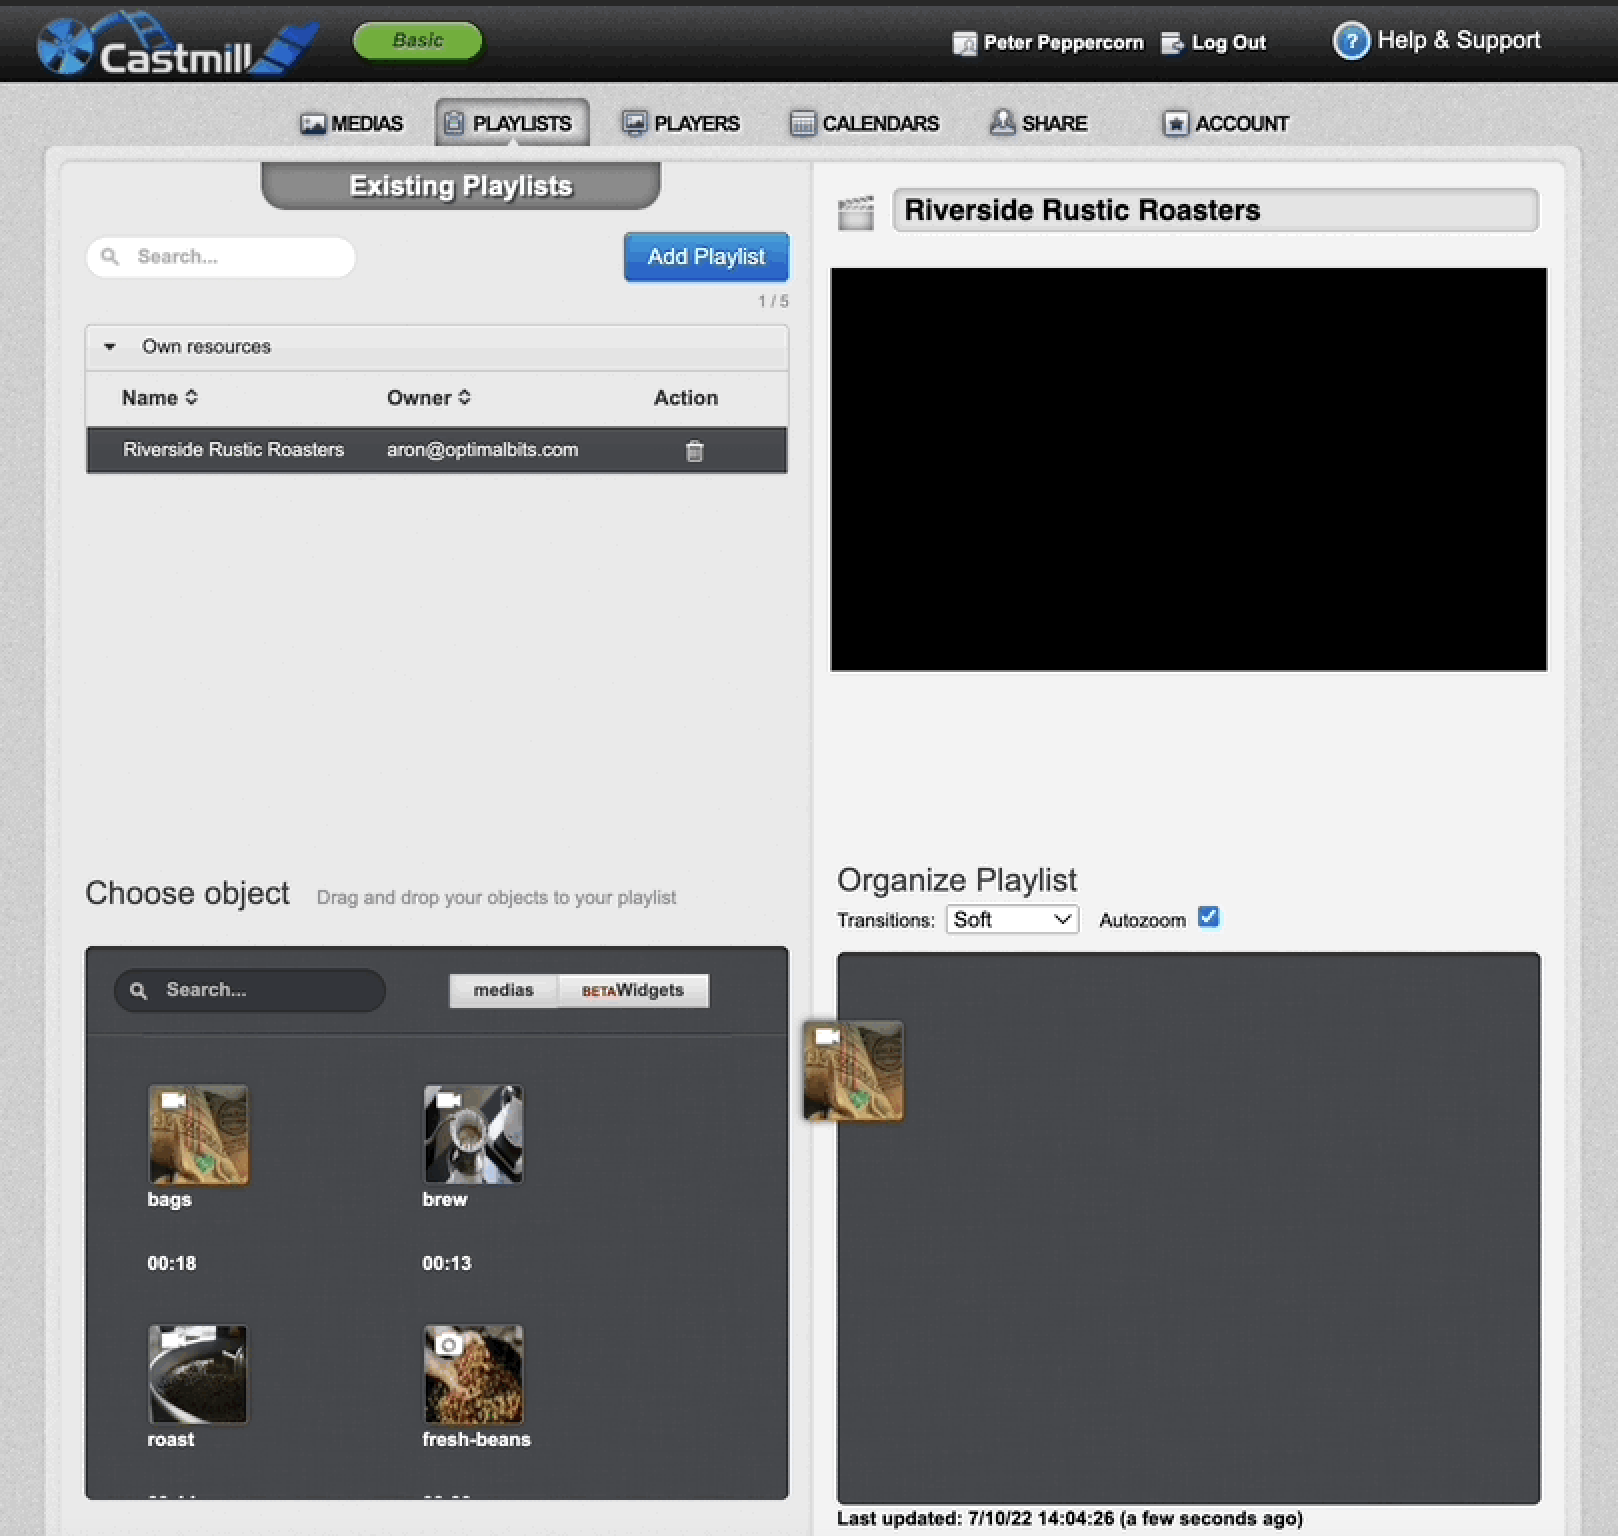 Castmill
Basic
Peter Peppercorn
Log Out
? Help & Support
MEDIAS
PLAYLISTS
PLAYERS
CALENDARS
SHARE
ACCOUNT
Existing Playlists
Search...
Add Playlist
1 / 5
Own resources
Name
Owner
Action
Riverside Rustic Roasters
aron@optimalbits.com
Riverside Rustic Roasters
Choose object
Drag and drop your objects to your playlist
Search...
medias
BETAWidgets
bags
brew
00:18
00:13
roast
fresh-beans
Organize Playlist
Transitions: Soft
Autozoom
Last updated: 7/10/22 14:04:26 (a few seconds ago)